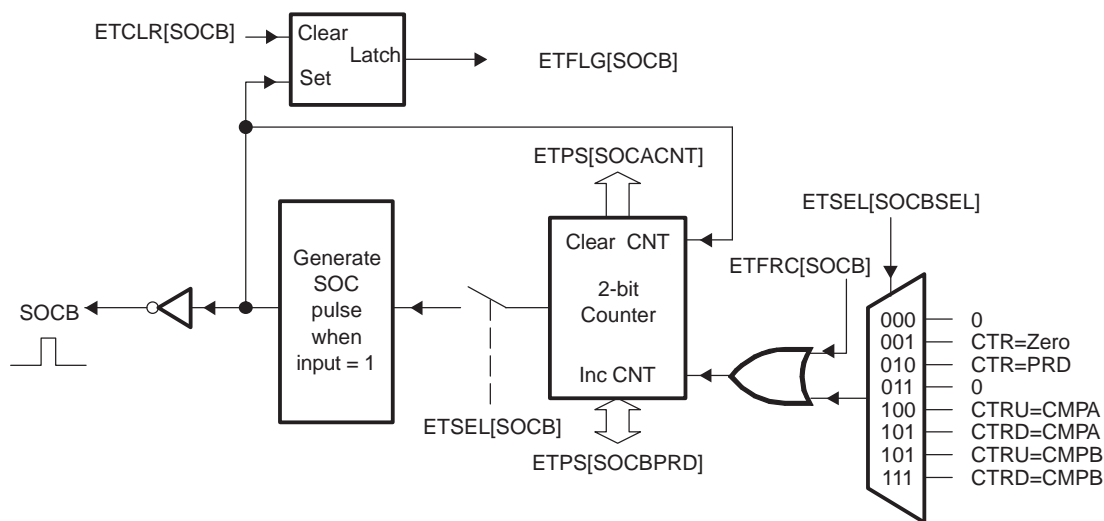 ETCLR[SOCB]
Clear
Latch
Set
ETFLG[SOCB]
ETPS[SOCACNT]
ETSEL[SOCBSEL]
Generate
SOC
pulse
when
input = 1
Clear CNT
2-bit
Counter
Inc CNT
ETFRC[SOCB]
SOCB
ETSEL[SOCB]
ETPS[SOCBPRD]
000 0
001 CTR=Zero
010 CTR=PRD
011 0
100 CTRU=CMPA
101 CTRD=CMPA
101 CTRU=CMPB
111 CTRD=CMPB